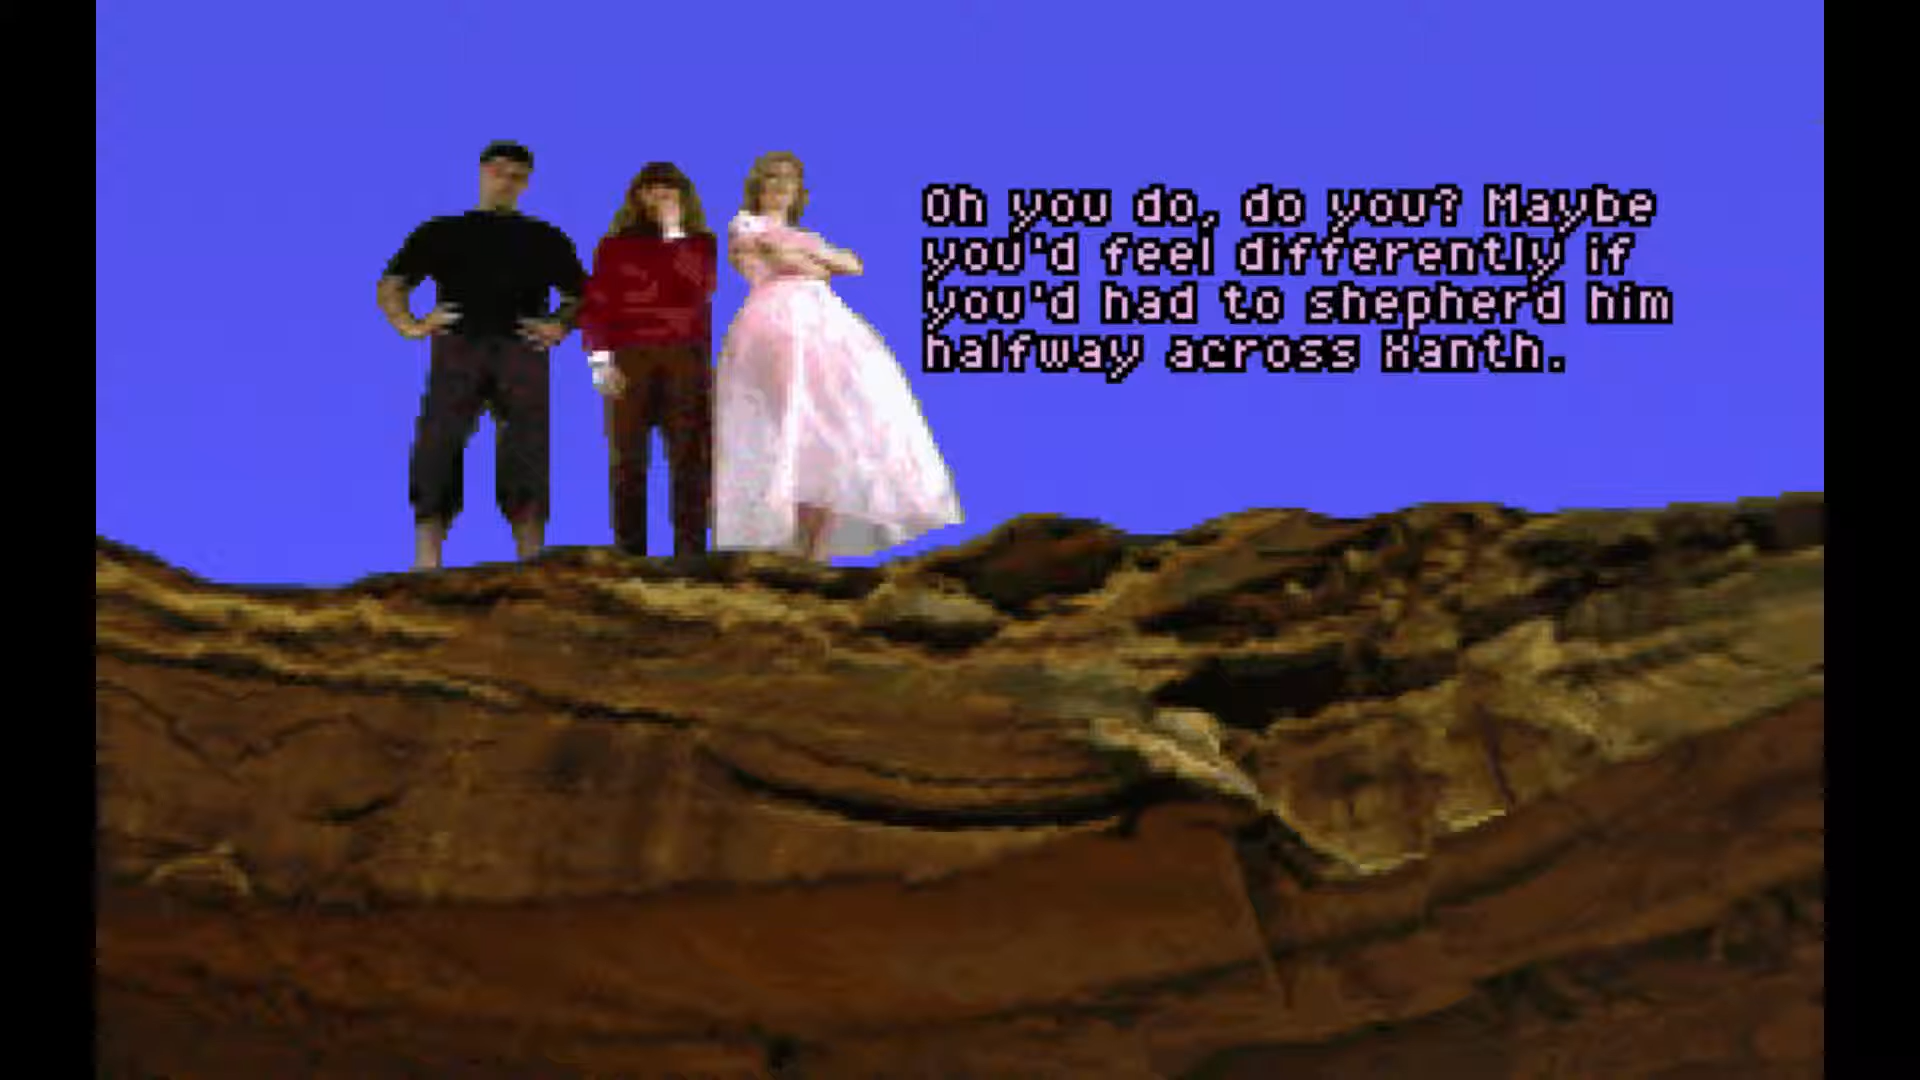 Oh you do, do you? Maybe
you'd feel differently if
you'd had to shepherd him
halfway across Xanth.